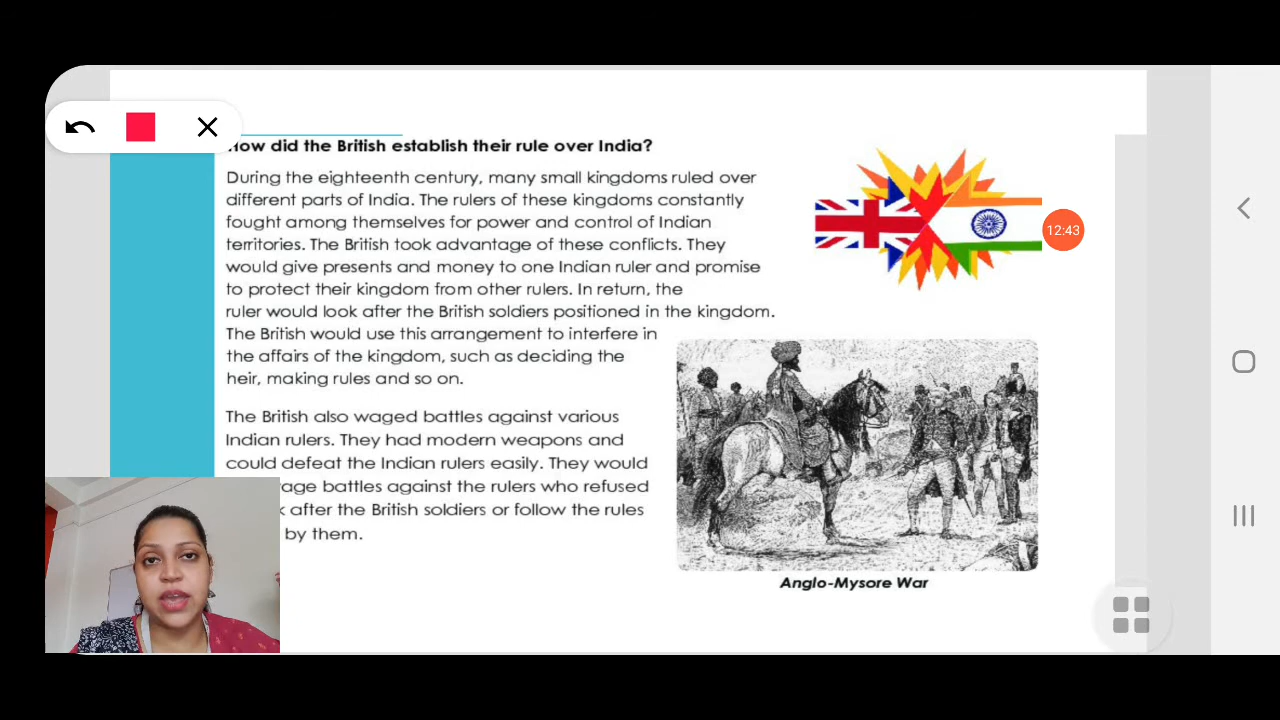 How did the British establish their rule over India?
During the eighteenth century, many small kingdoms ruled over
different parts of India. The rulers of these kingdoms constantly
fought among themselves for power and control of Indian
territories. The British took advantage of these conflicts. They
would give presents and money to one Indian ruler and promise
to protect their kingdom from other rulers. In return, the
ruler would look after the British soldiers positioned in the kingdom.
The British would use this arrangement to interfere in
the affairs of the kingdom, such as deciding the
heir, making rules and so on.
The British also waged battles against various
Indian rulers. They had modern weapons and
could defeat the Indian rulers easily. They would
battles against the rulers who refused
after the British soldiers or follow the rules
by them.
Anglo-Mysore War
12:43